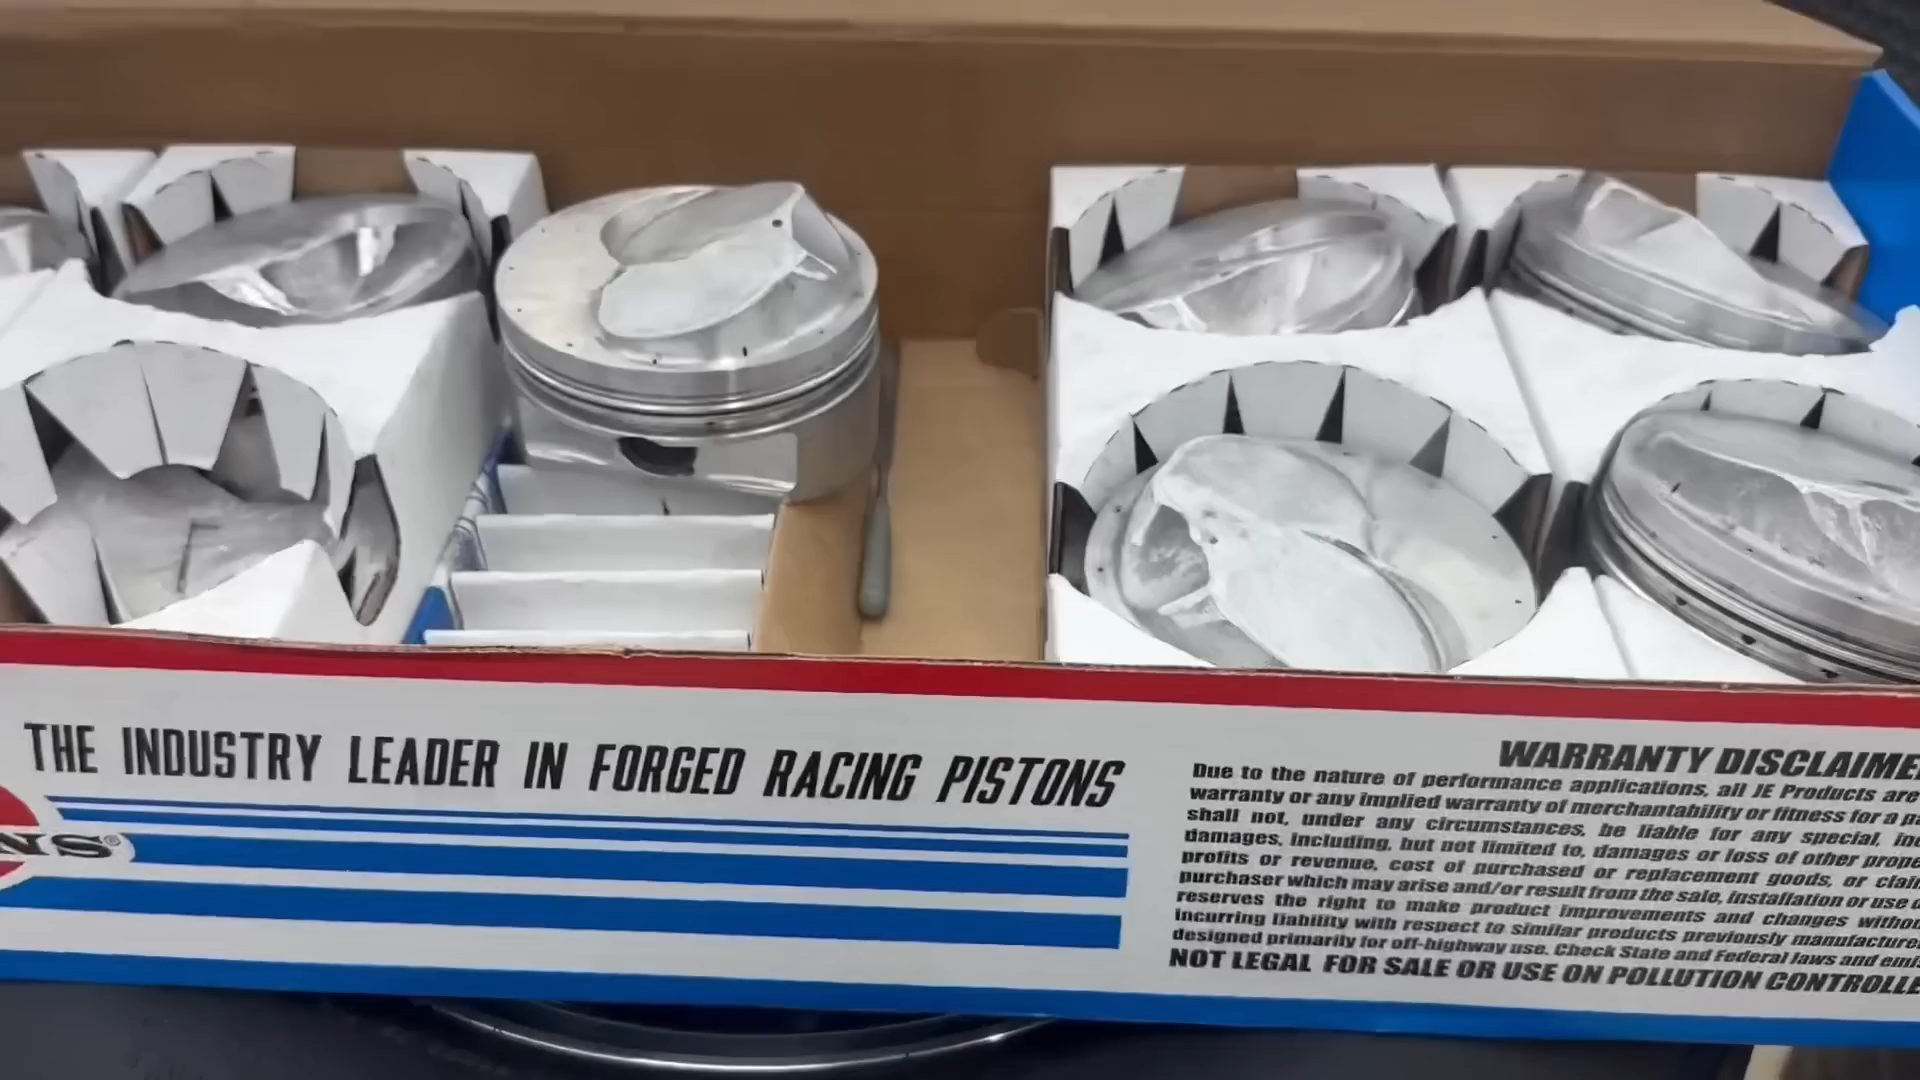 THE INDUSTRY LEADER IN FORGED RACING PISTONS
NS®
WARRANTY DISCLAIME
Due to the nature of performance applications, all JE Products are
warranty or any implied warranty of merchantability or fitness for a
shall not, under any circumstances, be liable for any special,
damages, including, but not limited to, damages or loss of other
profits or revenue, cost of purchased or replacement goods, or
purchaser which may arise and/or result from the sale, installation or use
reserves the right to make product improvements and changes
incurring liability with respect to similar products previously
designed primarily for off-highway use. Check State and Federal laws and
NOT LEGAL FOR SALE OR USE ON POLLUTION CONTROLLE